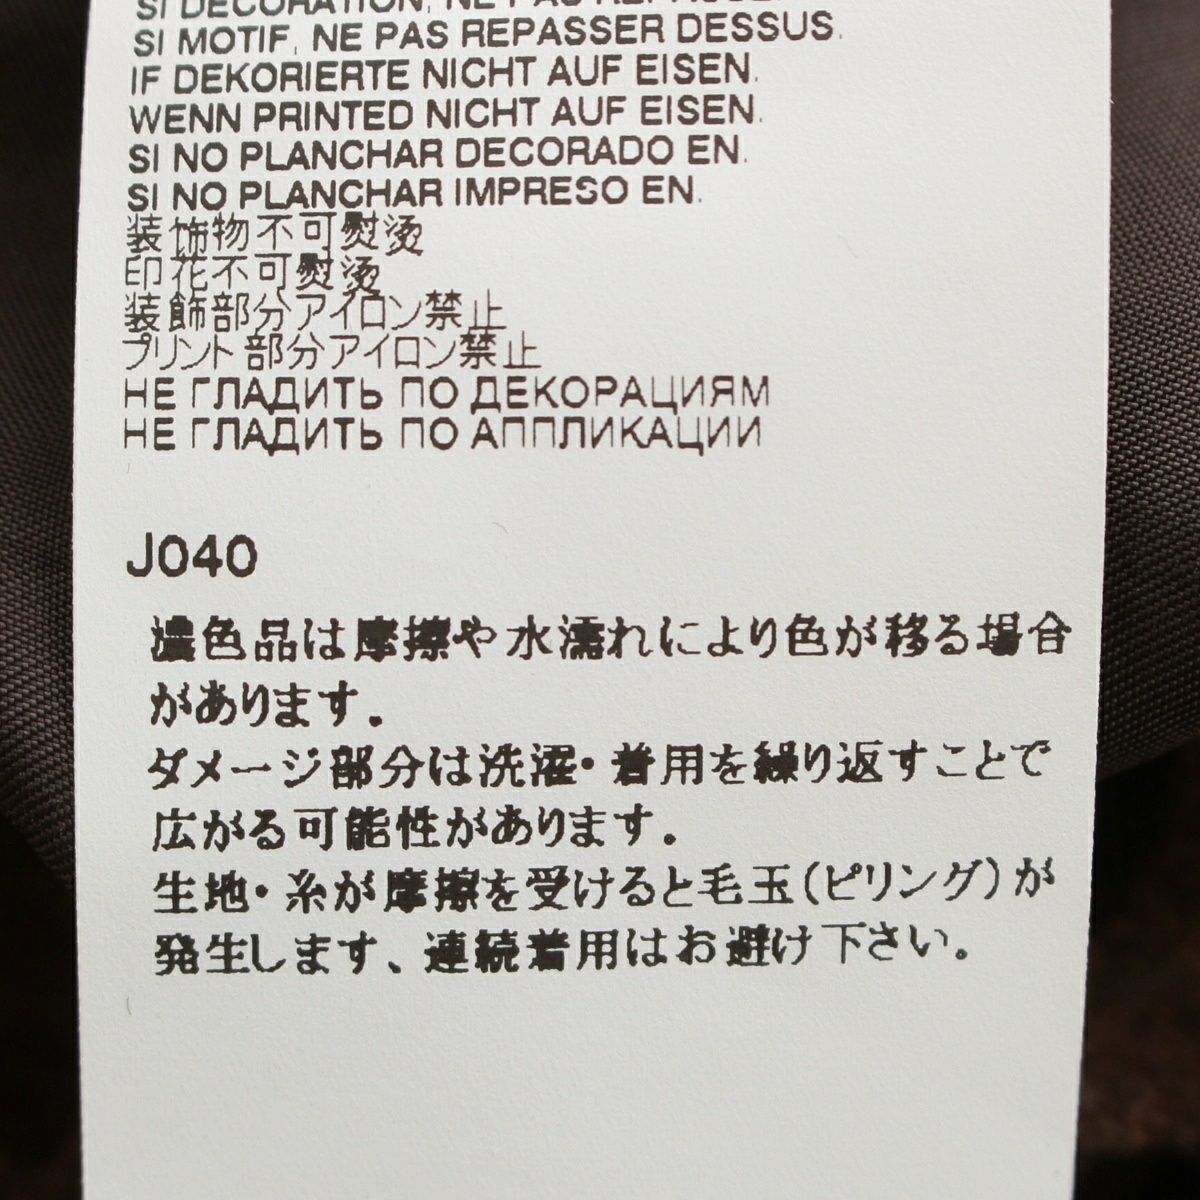 SI DECORATION, NE PAS REPASSER
SI MOTIF, NE PAS REPASSER DESSUS.
IF DEKORIERTE NICHT AUF EISEN.
WENN PRINTED NICHT AUF EISEN.
SI NO PLANCHAR DECORADO EN.
SI NO PLANCHAR IMPRESO EN.
装饰物不可熨烫
印花不可熨烫
装飾部分アイロン禁止
プリント部分アイロン禁止
НЕ ГЛАДИТЬ ПО ДЕКОРАЦИЯМ
НЕ ГЛАДИТЬ ПО АППЛИКАЦИИ
J040
濃色品は摩擦や水濡れにより色が移る場合
があります.
ダメージ部分は洗濯・着用を繰り返すことで
広がる可能性があります。
生地・糸が摩擦を受けると毛玉(ピリング)が
発生します、連続着用はお避け下さい。